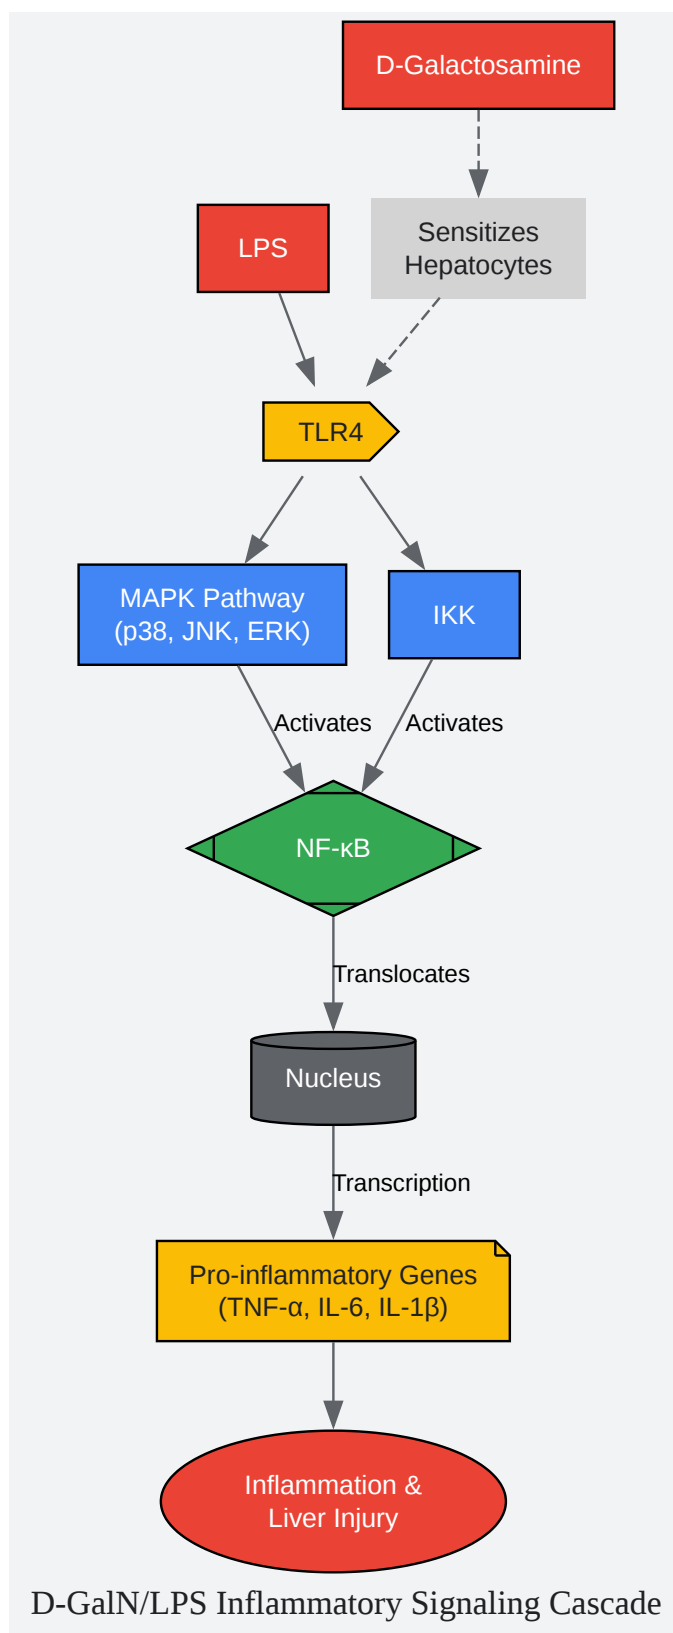 D-Galactosamine
Sensitizes
Hepatocytes
LPS
TLR4
MAPK Pathway
(p38, JNK, ERK)
IKK
Activates
Activates
NF-κB
Translocates
Nucleus
Transcription
Pro-inflammatory Genes
(TNF-α, IL-6, IL-1β)
Inflammation &
Liver Injury
D-GalN/LPS Inflammatory Signaling Cascade